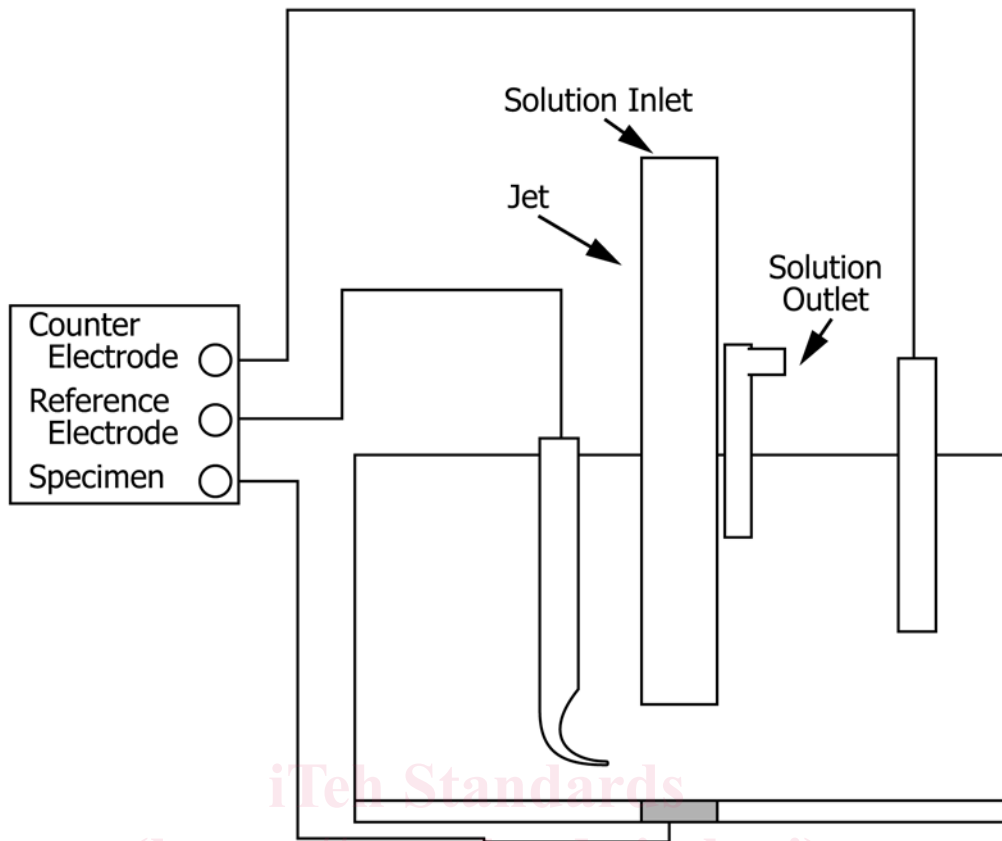 Solution Inlet
Jet
Solution
Outlet
Counter
Electrode
Reference
Electrode
Specimen
iTeh Standards